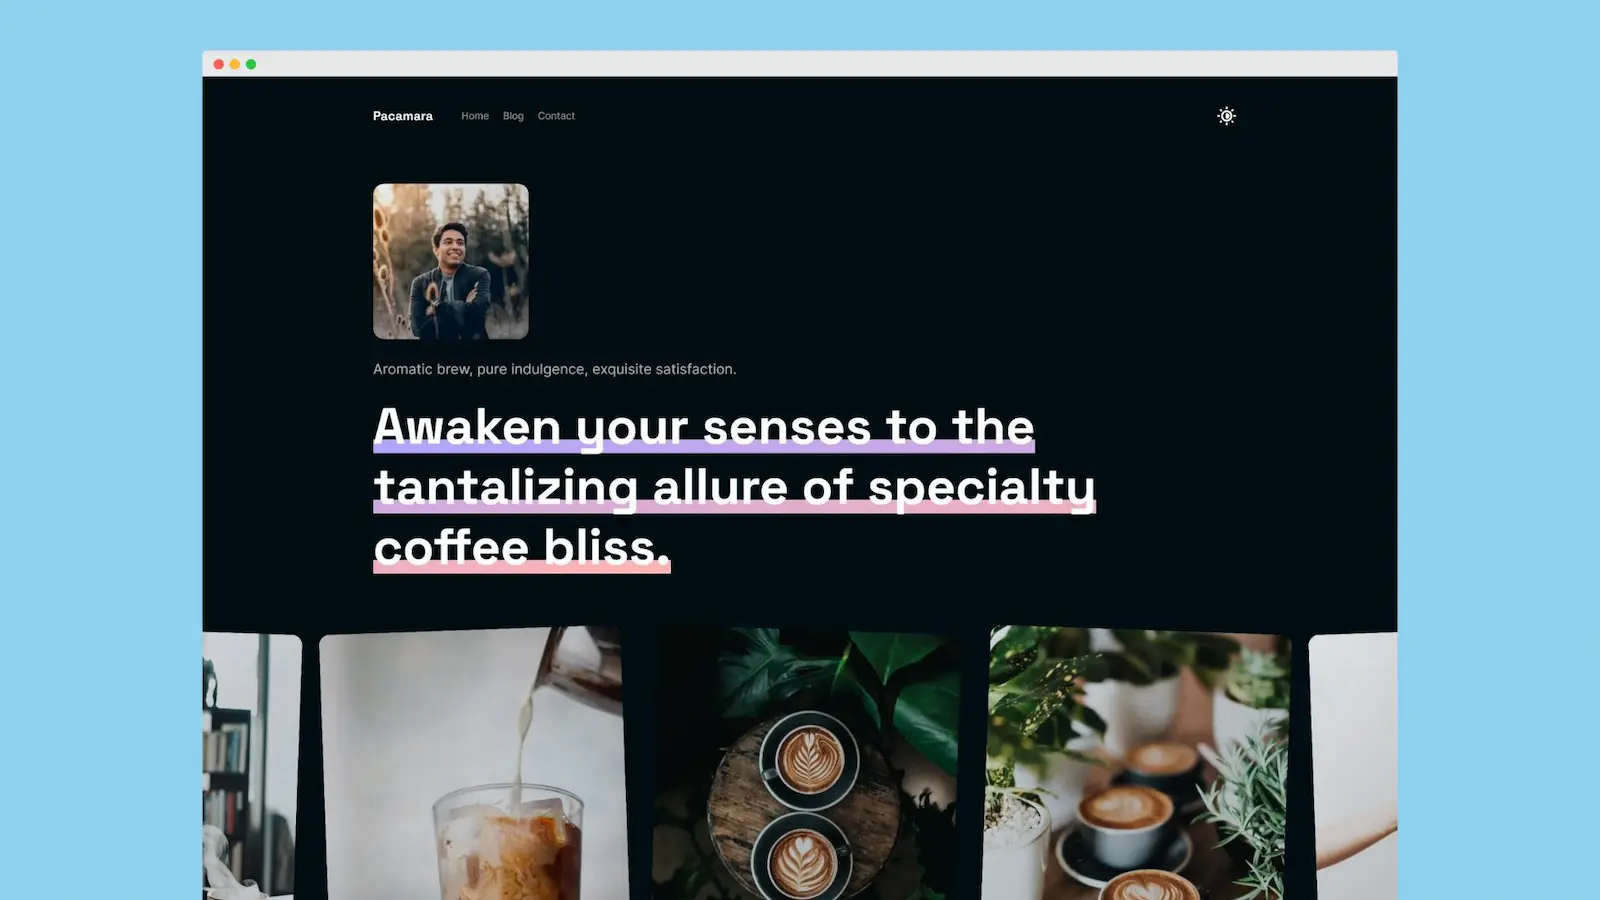 Pacamara Home Blog Contact
Aromatic brew, pure indulgence, exquisite satisfaction.
Awaken your senses to the
tantalizing allure of specialty
coffee bliss.